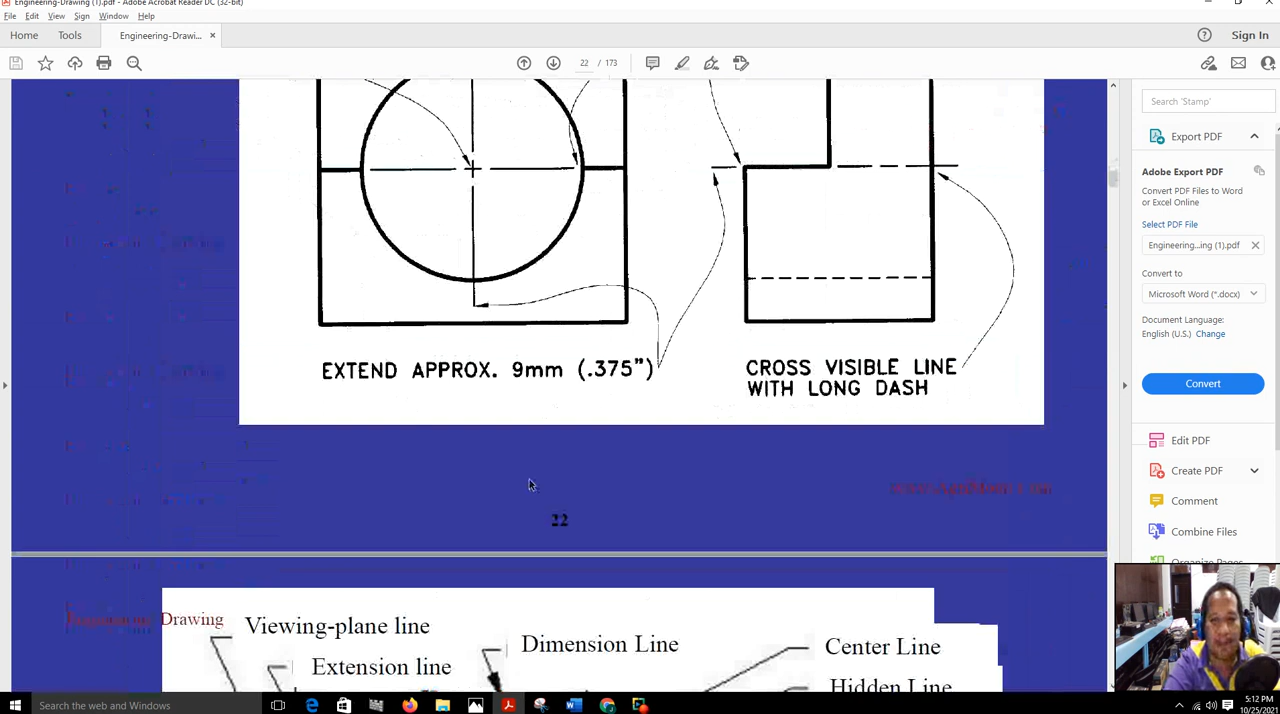 Engineering-Drawing (1).pdf - Adobe Acrobat Reader DC (32-bit)
File Edit View Sign Window Help
Home Tools Engineering-Drawi... × Sign In
22 / 173
EXTEND APPROX. 9mm (.375")
CROSS VISIBLE LINE
WITH LONG DASH
22
Drawing
Viewing-plane line
Extension line
Dimension Line
Center Line
Hidden Line
Search 'Stamp'
Export PDF
Adobe Export PDF
Convert PDF Files to Word
or Excel Online
Select PDF File
Engineering...ing (1).pdf
Convert to
Microsoft Word (*.docx)
Document Language:
English (U.S.) Change
Convert
Edit PDF
Create PDF
Comment
Combine Files
Organize Pages
Search the web and Windows
5:12 PM
10/25/2021